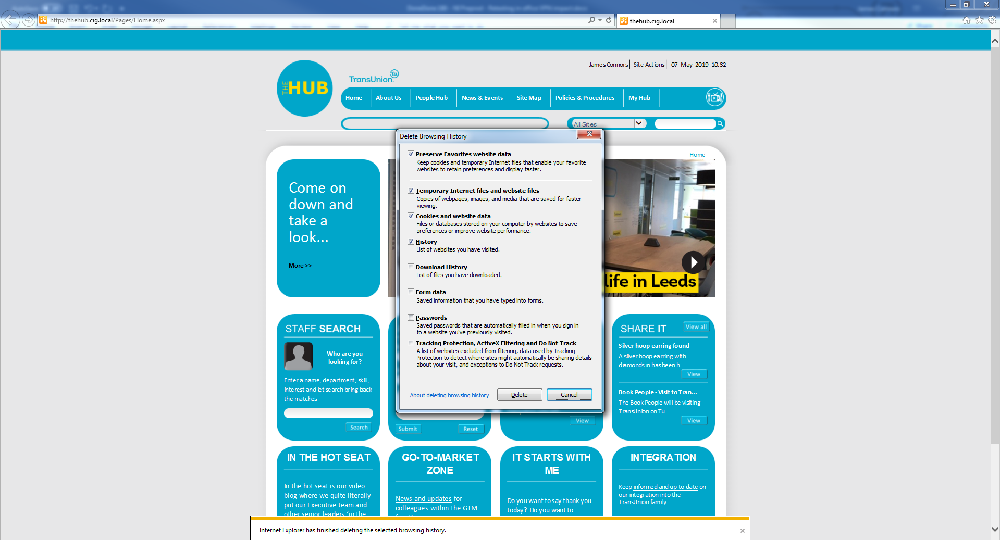 http://thehub.cig.local/Pages/Home.aspx
thehub.cig.local
James Connors
Site Actions
07 May 2019 10:32
THE HUB
TransUnion
tu
Home
About Us
People Hub
News & Events
Site Map
Policies & Procedures
My Hub
All Sites
Home
Come on
down and
take a
look...
More >>
life in Leeds
Delete Browsing History
Preserve Favorites website data
Keep cookies and temporary Internet files that enable your favorite
websites to retain preferences and display faster.
Temporary Internet files and website files
Copies of webpages, images, and media that are saved for faster
viewing.
Cookies and website data
Files or databases stored on your computer by websites to save
preferences or improve website performance.
History
List of websites you have visited.
Download History
List of files you have downloaded.
Form data
Saved information that you have typed into forms.
Passwords
Saved passwords that are automatically filled in when you sign in
to a website you've previously visited.
Tracking Protection, ActiveX Filtering and Do Not Track
A list of websites excluded from filtering, data used by Tracking
Protection to detect where sites might automatically be sharing details
about your visit, and exceptions to Do Not Track requests.
About deleting browsing history
Delete
Cancel
STAFF SEARCH
Who are you
looking for?
Enter a name, department, skill,
interest and let search bring back
the matches
Search
Submit
Reset
View
SHARE IT
View all
Silver hoop earring found
A silver hoop earring with
diamonds in has been h...
View
Book People - Visit to Tran...
The Book People will be visiting
TransUnion on Tu...
View
IN THE HOT SEAT
In the hot seat is our video
blog where we quite literally
put our Executive team and
other senior leaders 'in the
GO-TO-MARKET
ZONE
News and updates for
colleagues within the GTM
IT STARTS WITH
ME
Do you want to say thank you
today? Do you want to
INTEGRATION
Keep informed and up-to-date on
our integration into the
TransUnion family.
Internet Explorer has finished deleting the selected browsing history.